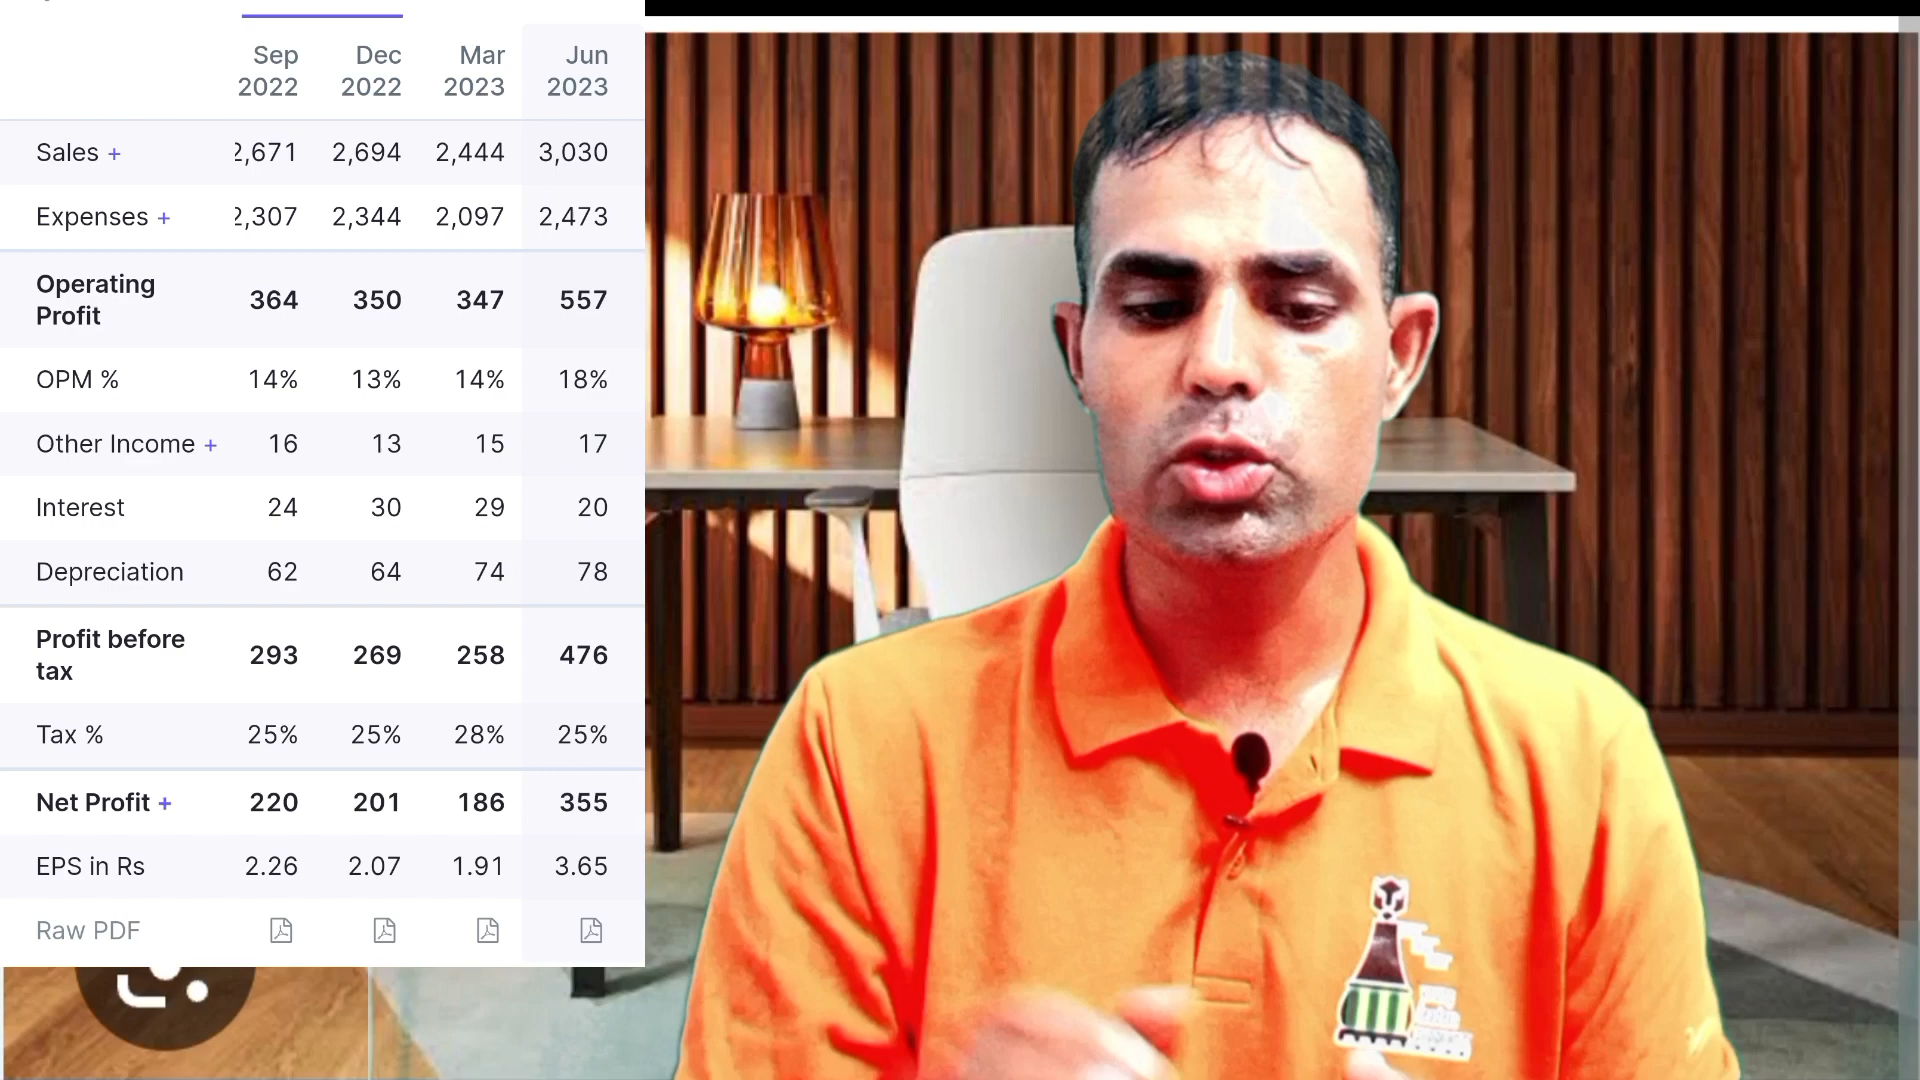 Sep Dec Mar Jun
2022 2022 2023 2023
Sales + 2,671 2,694 2,444 3,030
Expenses + 2,307 2,344 2,097 2,473
Operating
Profit 364 350 347 557
OPM % 14% 13% 14% 18%
Other Income + 16 13 15 17
Interest 24 30 29 20
Depreciation 62 64 74 78
Profit before
tax 293 269 258 476
Tax % 25% 25% 28% 25%
Net Profit + 220 201 186 355
EPS in Rs 2.26 2.07 1.91 3.65
Raw PDF